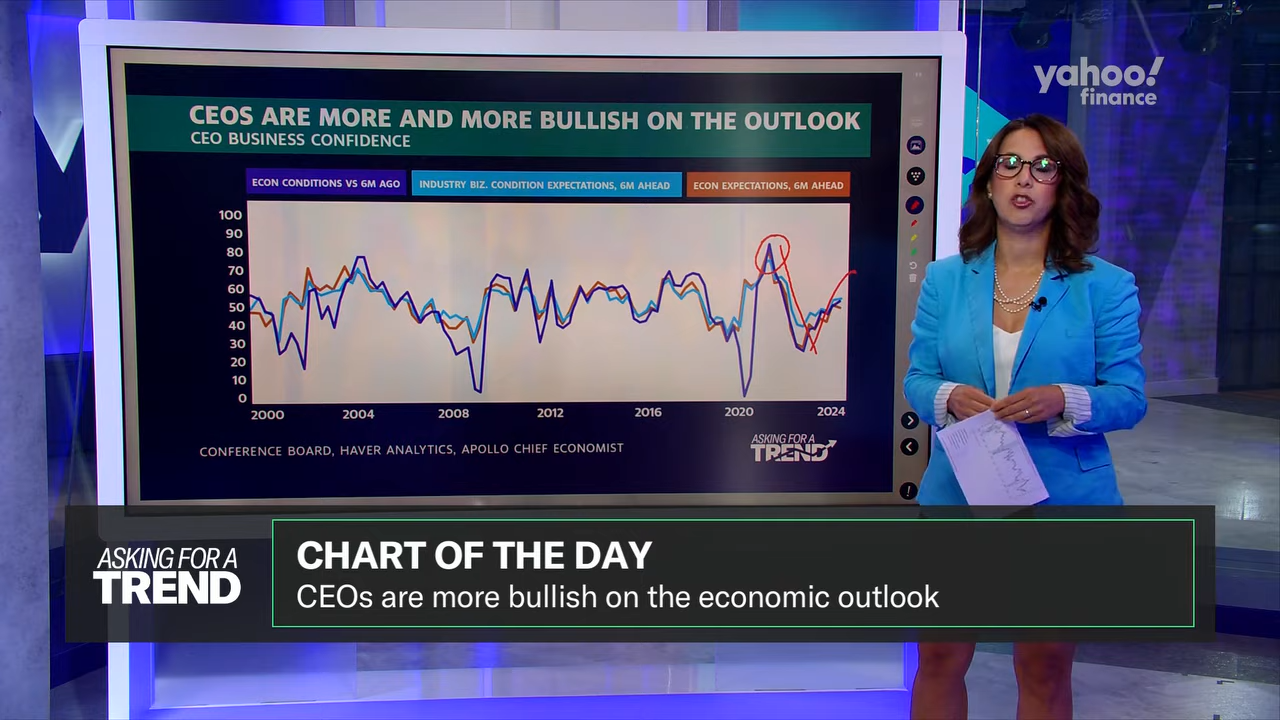 yahoo!
finance
CEOS ARE MORE AND MORE BULLISH ON THE OUTLOOK
CEO BUSINESS CONFIDENCE
ECON CONDITIONS VS 6M AGO
INDUSTRY BIZ. CONDITION EXPECTATIONS, 6M AHEAD
ECON EXPECTATIONS, 6M AHEAD
100
90
80
70
60
50
40
30
20
10
0
2000 2004 2008 2012 2016 2020 2024
CONFERENCE BOARD, HAVER ANALYTICS, APOLLO CHIEF ECONOMIST
ASKING FOR A
TREND
ASKING FOR A
TREND
CHART OF THE DAY
CEOs are more bullish on the economic outlook